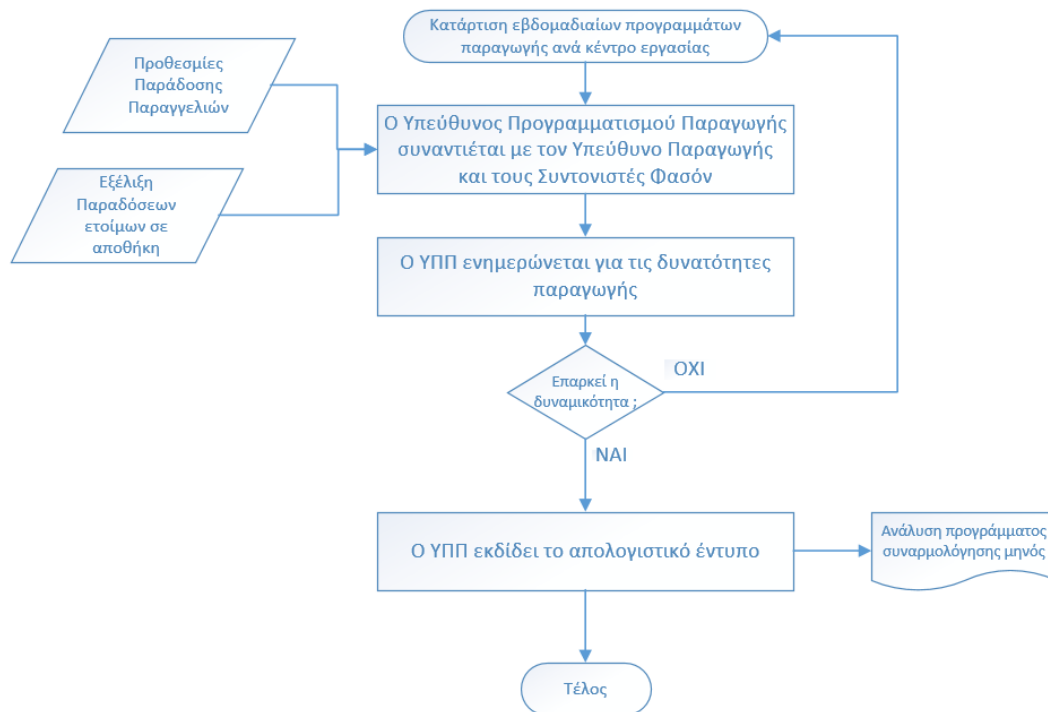 Κατάρτιση εβδομαδιαίων προγραμμάτων
παραγωγής ανά κέντρο εργασίας
Προθεσμίες
Παράδοσης
Παραγγελιών
Ο Υπεύθυνος Προγραμματισμού Παραγωγής
συναντιέται με τον Υπεύθυνο Παραγωγής
και τους Συντονιστές Φασόν
Εξέλιξη
Παραδόσεων
ετοίμων σε
αποθήκη
Ο ΥΠΠ ενημερώνεται για τις δυνατότητες
παραγωγής
Επαρκεί η
δυναμικότητα ;
ΟΧΙ
ΝΑΙ
Ο ΥΠΠ εκδίδει το απολογιστικό έντυπο
Ανάλυση προγράμματος
συναρμολόγησης μηνός
Τέλος